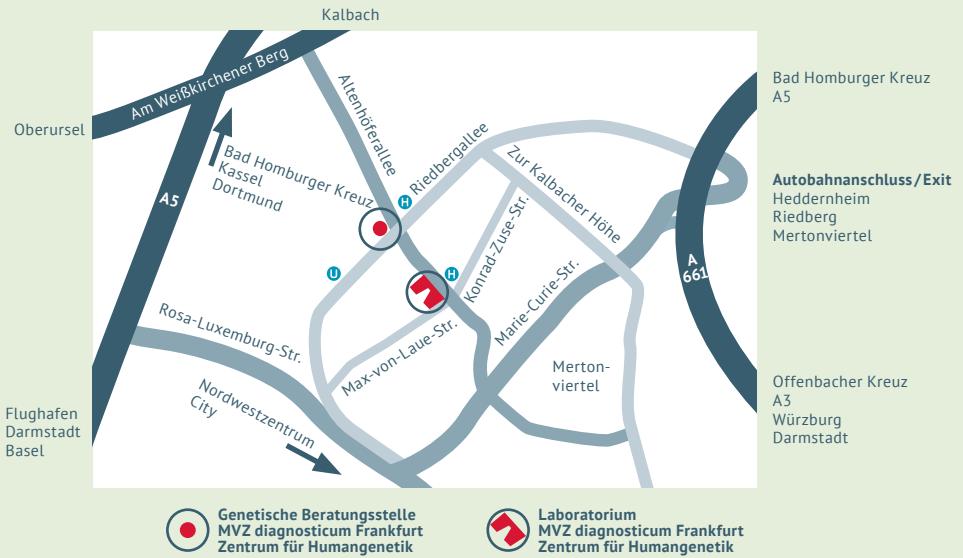 Kalbach
Am Weißkirchener Berg
Oberursel
A5
Bad Homburger Kreuz
Kassel
Dortmund
Altenhöferallee
Riedbergallee
H
Zur Kalbacher Höhe
Bad Homburger Kreuz
A5
Autobahnanschluss/Exit
Heddernheim
Riedberg
Mertonviertel
A
661
U
H
Konrad-Zuse-Str.
Marie-Curie-Str.
Rosa-Luxemburg-Str.
Max-von-Laue-Str.
Merton-
viertel
Nordwestzentrum
City
Flughafen
Darmstadt
Basel
Offenbacher Kreuz
A3
Würzburg
Darmstadt
Genetische Beratungsstelle
MVZ diagnosticum Frankfurt
Zentrum für Humangenetik
Laboratorium
MVZ diagnosticum Frankfurt
Zentrum für Humangenetik